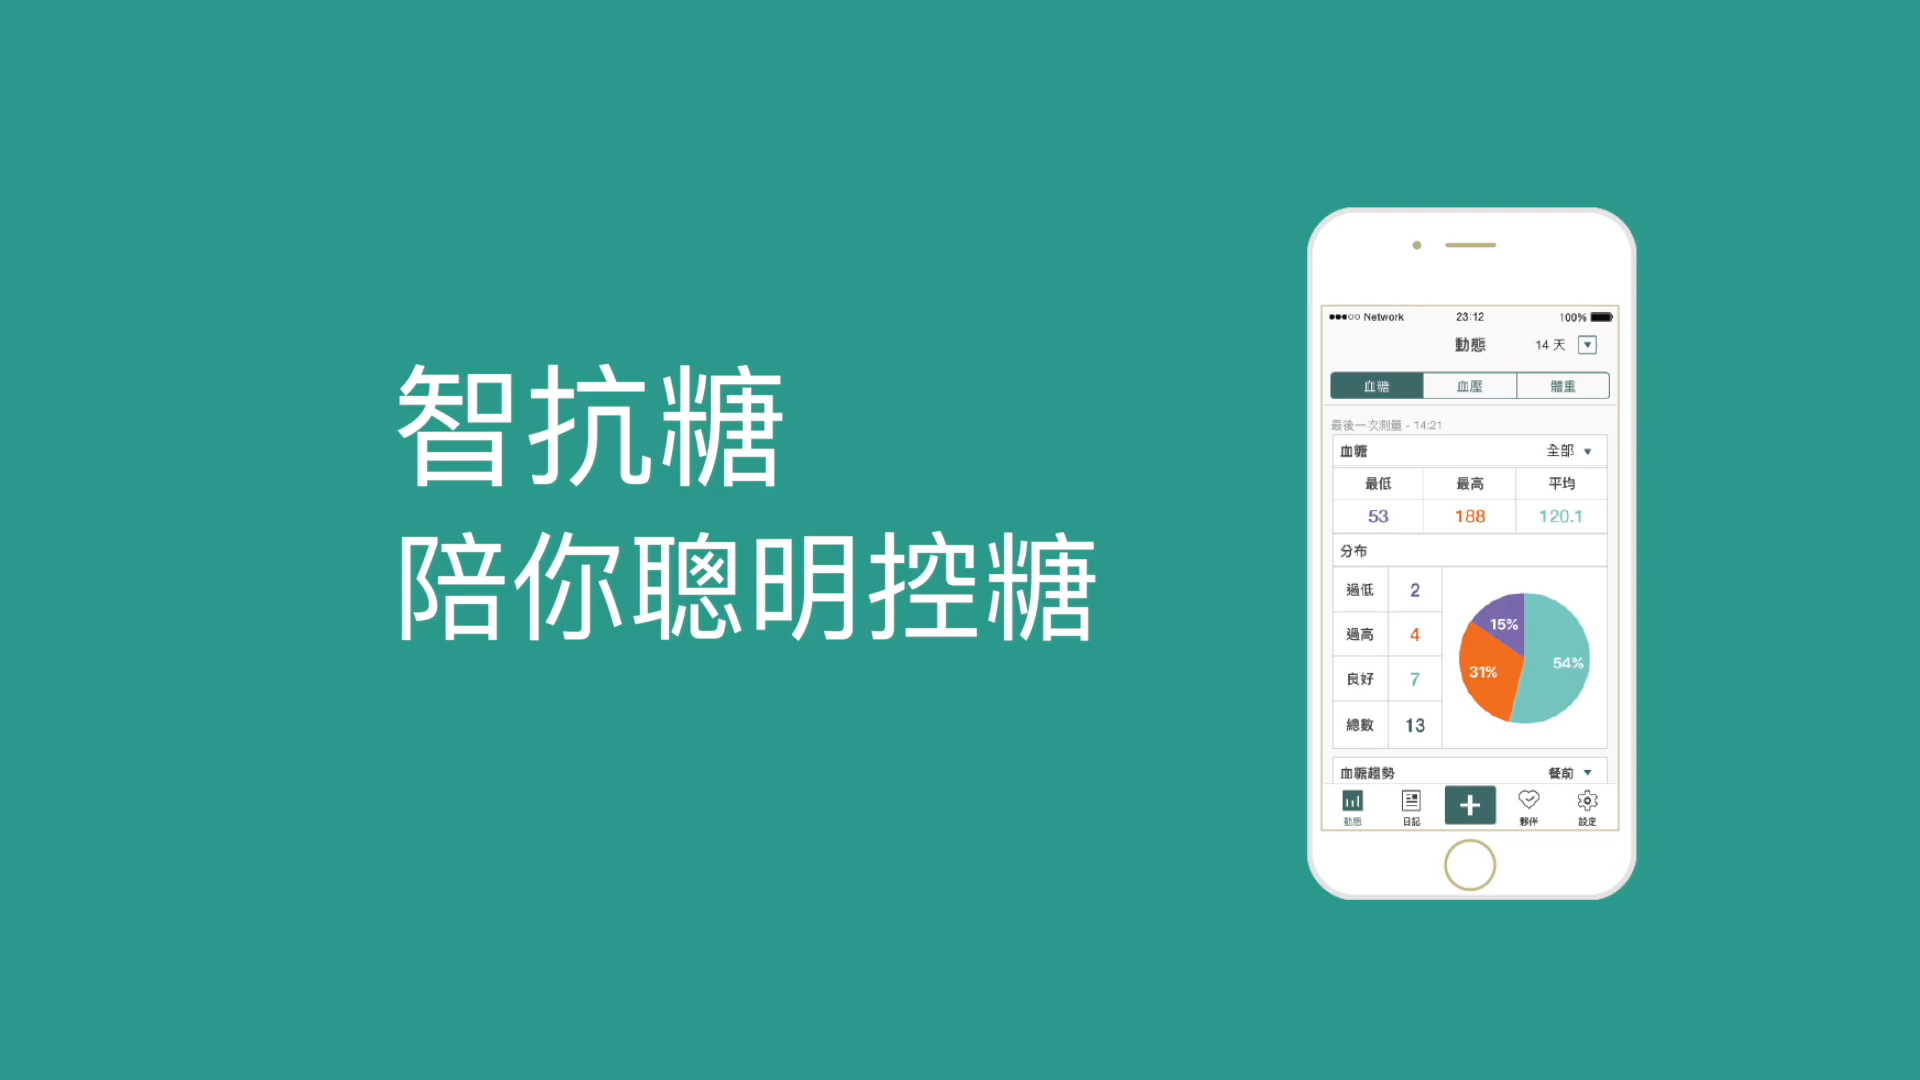 智抗糖
陪你聰明控糖
Network 23:12 100%
動態 14 天
血糖 血壓 體重
最後一次測量 - 14:21
血糖 全部
最低 最高 平均
53 188 120.1
分布
過低 2
過高 4
良好 7
總數 13
15%
54%
31%
血糖趨勢 餐前
動態 日記 夥伴 設定